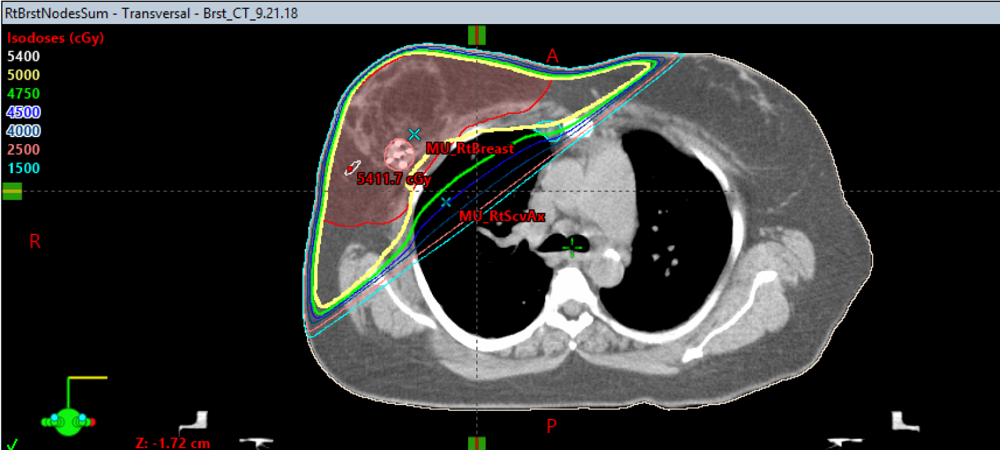 RtBrstNodesSum - Transversal - Brst_CT_9.21.18
Isodoses (cGy)
5400
5000
4750
4500
4000
2500
1500
A
MU_RtBreast
5411.7 cGy
MU_RtScvAx
R
P
Z: -1.72 cm